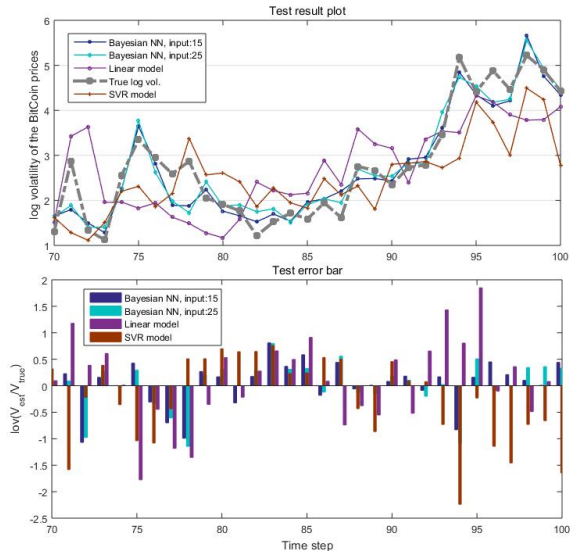 Test result plot
log volatility of the BitCoin prices
6
5
4
3
2
1
Bayesian NN, input:15
Bayesian NN, input:25
Linear model
True log vol.
SVR model
70 75 80 85 90 95 100
Test error bar
lov(V_est/V_true)
2
1.5
1
0.5
0
-0.5
-1
-1.5
-2
-2.5
Bayesian NN, input:15
Bayesian NN, input:25
Linear model
SVR model
70 75 80 85 90 95 100
Time step